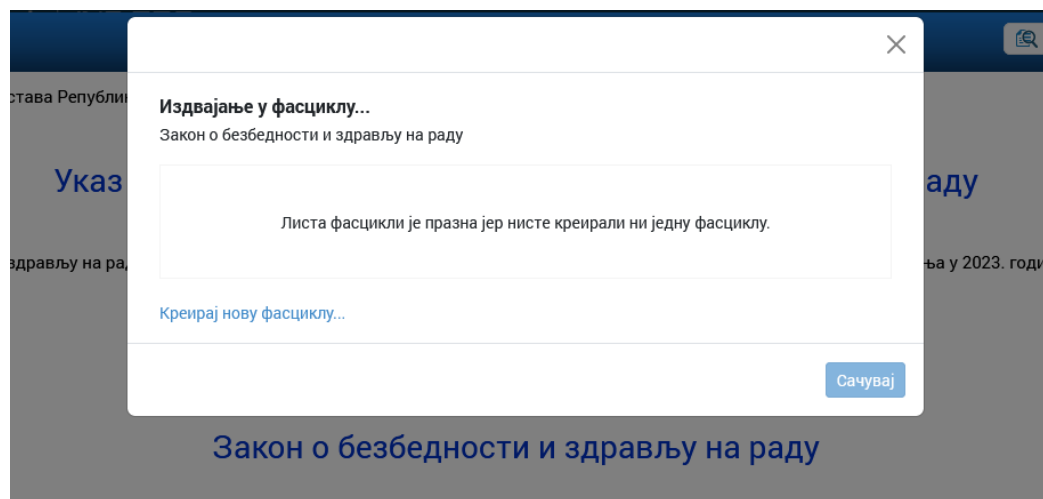 става Републи
Издвајање у фасциклу...
Закон о безбедности и здрављу на раду
Указ
аду
Листа фасцикли је празна јер нисте креирали ни једну фасциклу.
здрављу на ра
ња у 2023. годи
Креирај нову фасциклу...
Сачувај
Закон о безбедности и здрављу на раду